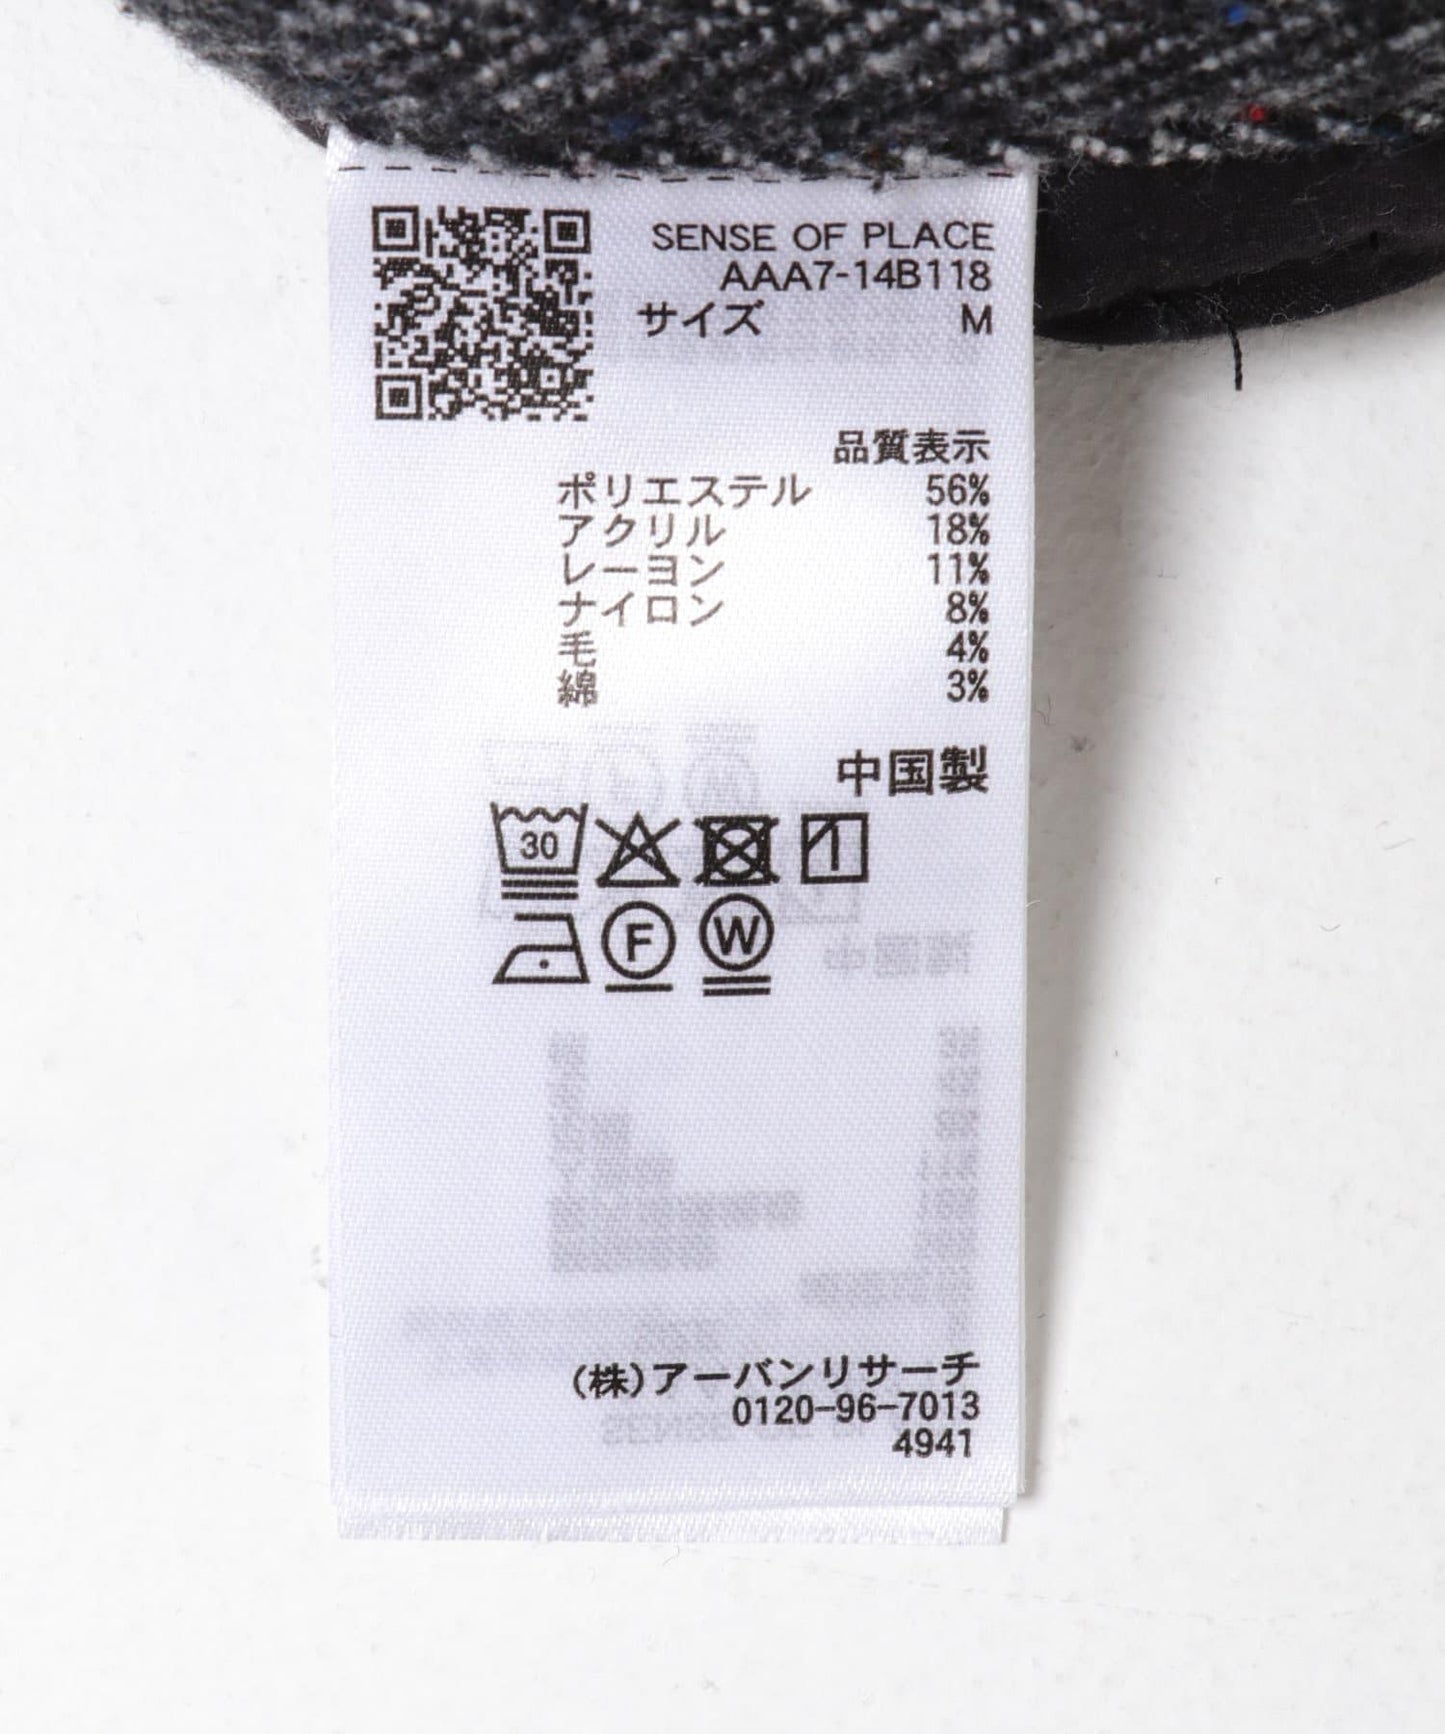 SENSE OF PLACE
AAA7-14B118
サイズ M
品質表示
ポリエステル 56%
アクリル 18%
レーヨン 11%
ナイロン 8%
毛 4%
綿 3%
中国製
30
F W
(株)アーバンリサーチ
0120-96-7013
4941